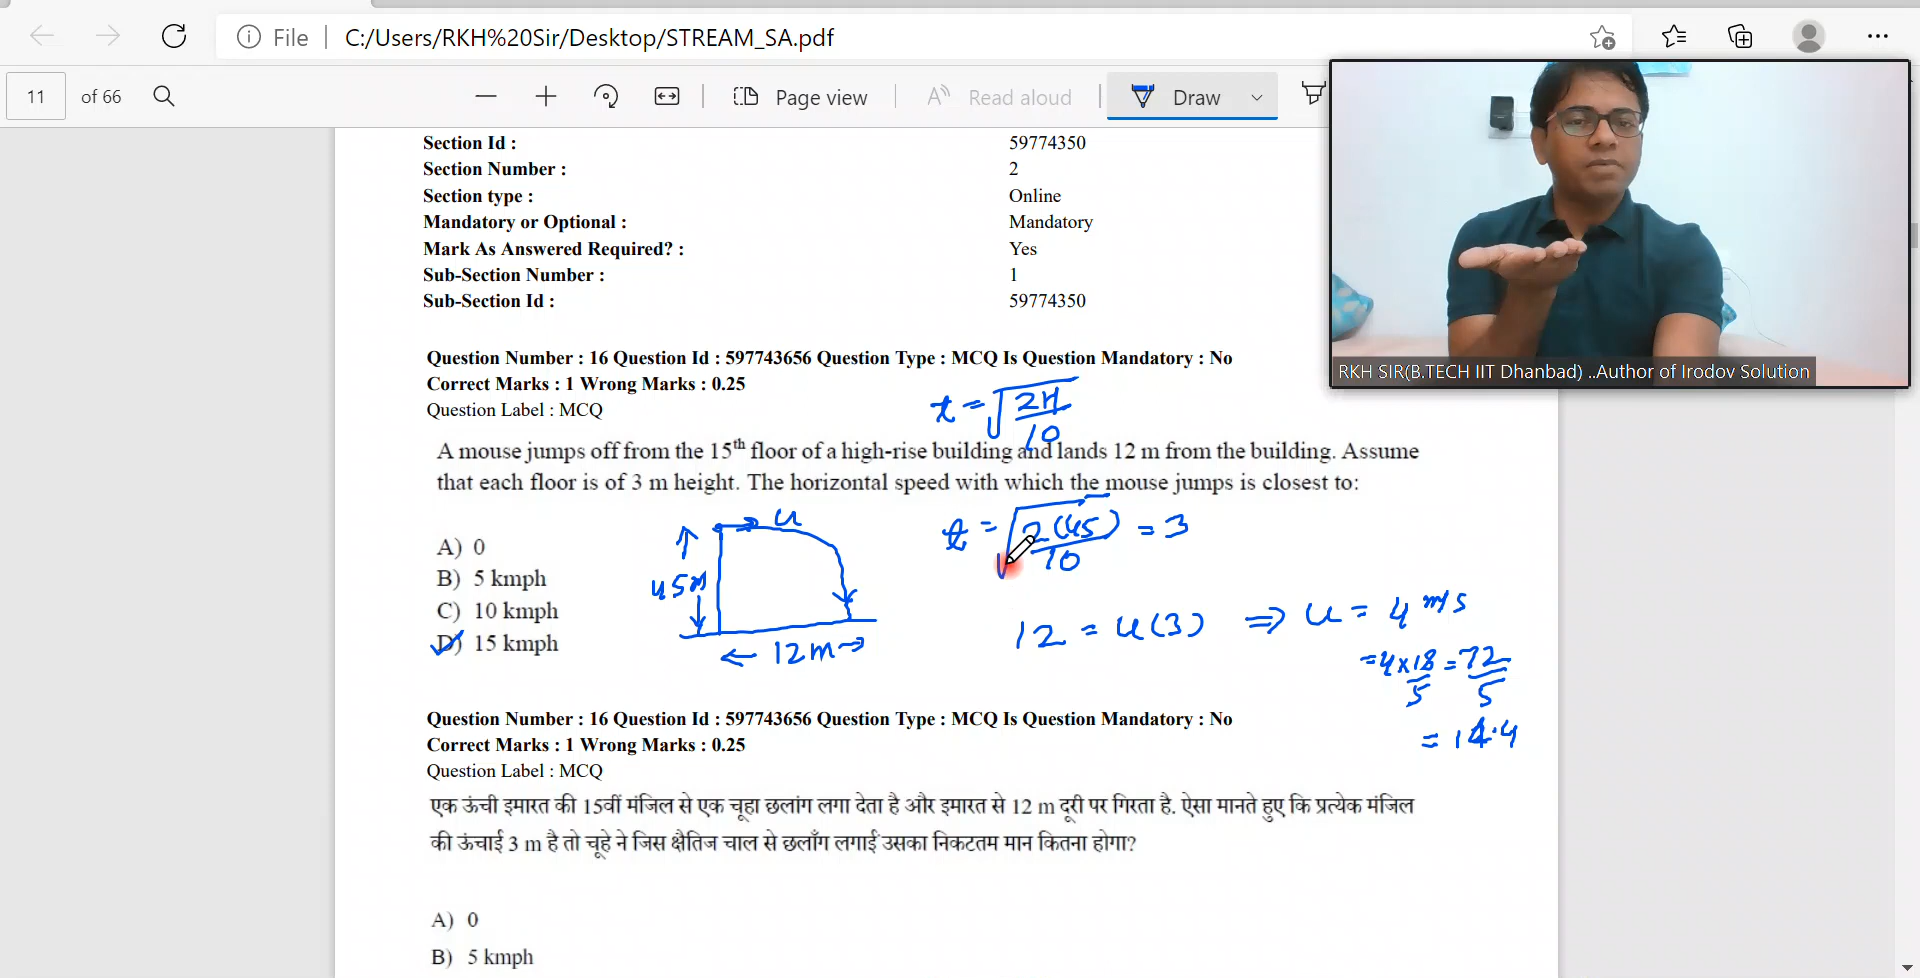 File C:/Users/RKH%20Sir/Desktop/STREAM_SA.pdf
11 of 66 Page view Read aloud Draw
Section Id : 59774350
Section Number : 2
Section type : Online
Mandatory or Optional : Mandatory
Mark As Answered Required? : Yes
Sub-Section Number : 1
Sub-Section Id : 59774350
RKH SIR(B.TECH IIT Dhanbad) ..Author of Irodov Solution
Question Number : 16 Question Id : 597743656 Question Type : MCQ Is Question Mandatory : No
Correct Marks : 1 Wrong Marks : 0.25
Question Label : MCQ
t = √(2H/10)
A mouse jumps off from the 15th floor of a high-rise building and lands 12 m from the building. Assume
that each floor is of 3 m height. The horizontal speed with which the mouse jumps is closest to:
u
t = √(2(45)/10) = 3
A) 0
B) 5 kmph
45m
C) 10 kmph
12 = u(3) ⇒ u = 4 m/s
D) 15 kmph
12m
= 4×18/5 = 72/5
= 14.4
Question Number : 16 Question Id : 597743656 Question Type : MCQ Is Question Mandatory : No
Correct Marks : 1 Wrong Marks : 0.25
Question Label : MCQ
एक ऊंची इमारत की 15वीं मंजिल से एक चूहा छलांग लगा देता है और इमारत से 12 m दूरी पर गिरता है. ऐसा मानते हुए कि प्रत्येक मंजिल
की ऊंचाई 3 m है तो चूहे ने जिस क्षैतिज चाल से छलाँग लगाई उसका निकटतम मान कितना होगा?
A) 0
B) 5 kmph